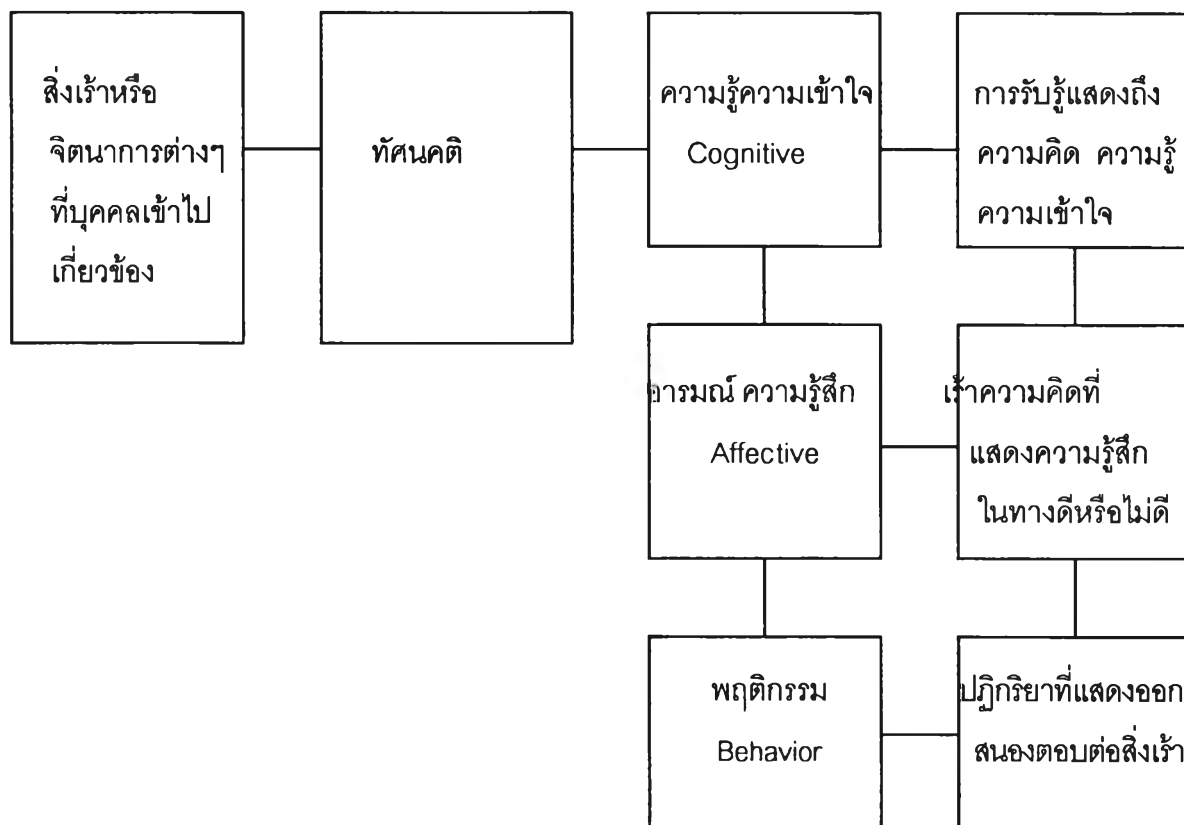 สิ่งเร้าหรือ
จิตนาการต่างๆ
ที่บุคคลเข้าไป
เกี่ยวข้อง
ทัศนคติ
ความรู้ความเข้าใจ
Cognitive
การรับรู้แสดงถึง
ความคิด ความรู้
ความเข้าใจ
อารมณ์ ความรู้สึก
Affective
เร้าความคิดที่
แสดงความรู้สึก
ในทางดีหรือไม่ดี
พฤติกรรม
Behavior
ปฏิกริยาที่แสดงออก
สนองตอบต่อสิ่งเร้า